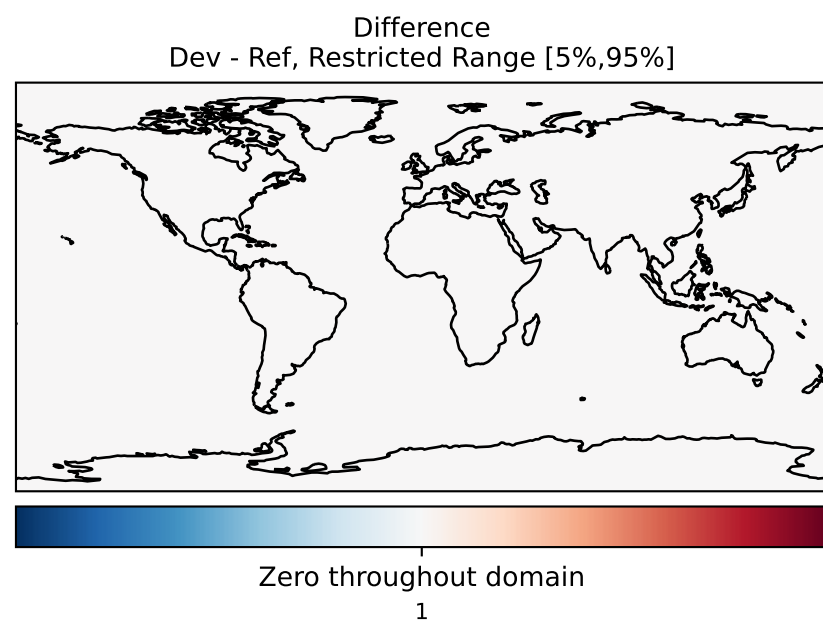 Difference
Dev - Ref, Restricted Range [5%,95%]
Zero throughout domain
1